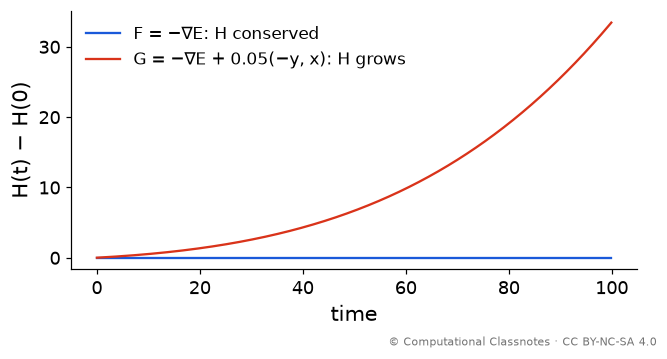 F = −∇E: H conserved
G = −∇E + 0.05(−y, x): H grows
H(t) − H(0)
30
20
10
0
0 20 40 60 80 100
time
© Computational Classnotes · CC BY-NC-SA 4.0